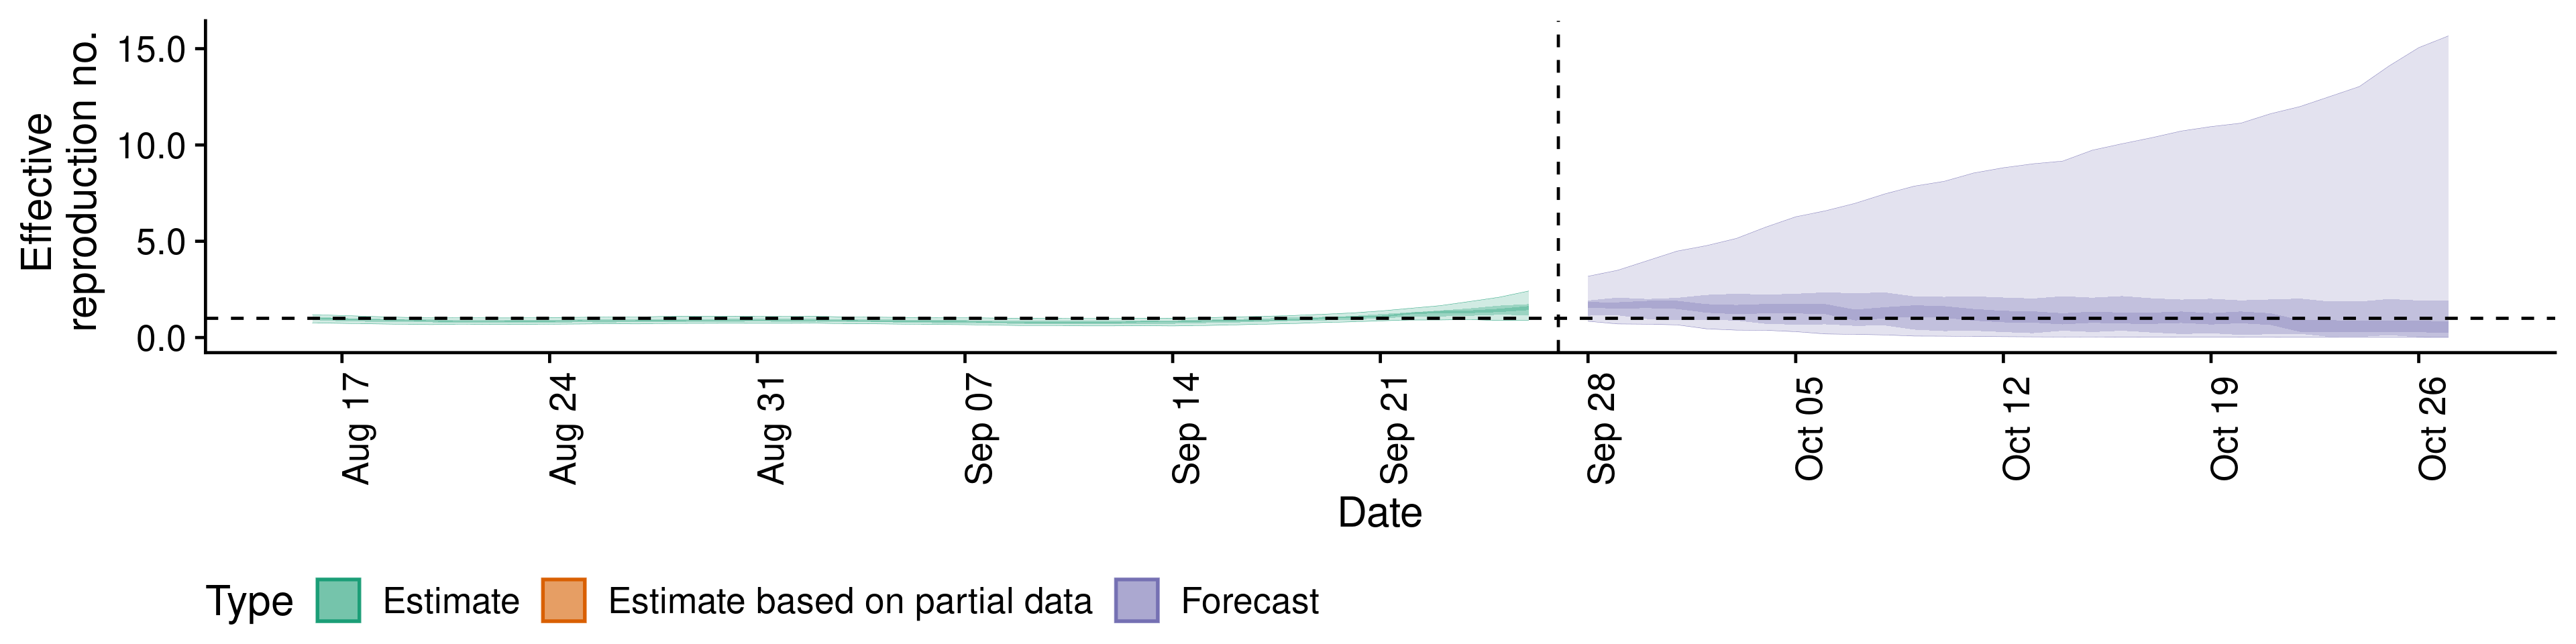 Effective
reproduction no.
15.0
10.0
5.0
0.0
Aug 17
Aug 24
Aug 31
Sep 07
Sep 14
Sep 21
Sep 28
Oct 05
Oct 12
Oct 19
Oct 26
Date
Type Estimate Estimate based on partial data Forecast